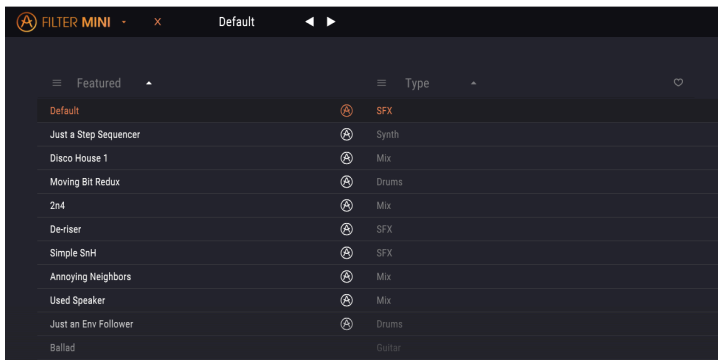 FILTER MINI Default
Featured Type
Default SFX
Just a Step Sequencer Synth
Disco House 1 Mix
Moving Bit Redux Drums
2n4 Mix
De-riser SFX
Simple SnH SFX
Annoying Neighbors Mix
Used Speaker Mix
Just an Env Follower Drums
Ballad Guitar